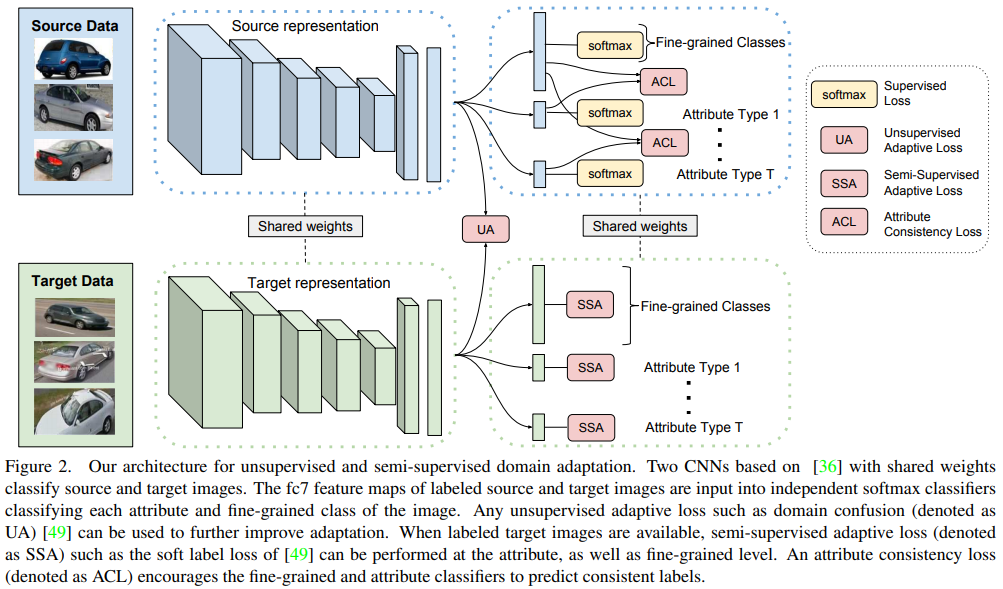 Source Data
Source representation
softmax
Fine-grained Classes
ACL
softmax
Attribute Type 1
ACL
softmax
Attribute Type T
softmax
Supervised
Loss
UA
Unsupervised
Adaptive Loss
SSA
Semi-Supervised
Adaptive Loss
ACL
Attribute
Consistency Loss
Shared weights
UA
Shared weights
Target Data
Target representation
SSA
Fine-grained Classes
SSA
Attribute Type 1
SSA
Attribute Type T
Figure 2. Our architecture for unsupervised and semi-supervised domain adaptation. Two CNNs based on [36] with shared weights
classify source and target images. The fc7 feature maps of labeled source and target images are input into independent softmax classifiers
classifying each attribute and fine-grained class of the image. Any unsupervised adaptive loss such as domain confusion (denoted as
UA) [49] can be used to further improve adaptation. When labeled target images are available, semi-supervised adaptive loss (denoted
as SSA) such as the soft label loss of [49] can be performed at the attribute, as well as fine-grained level. An attribute consistency loss
(denoted as ACL) encourages the fine-grained and attribute classifiers to predict consistent labels.